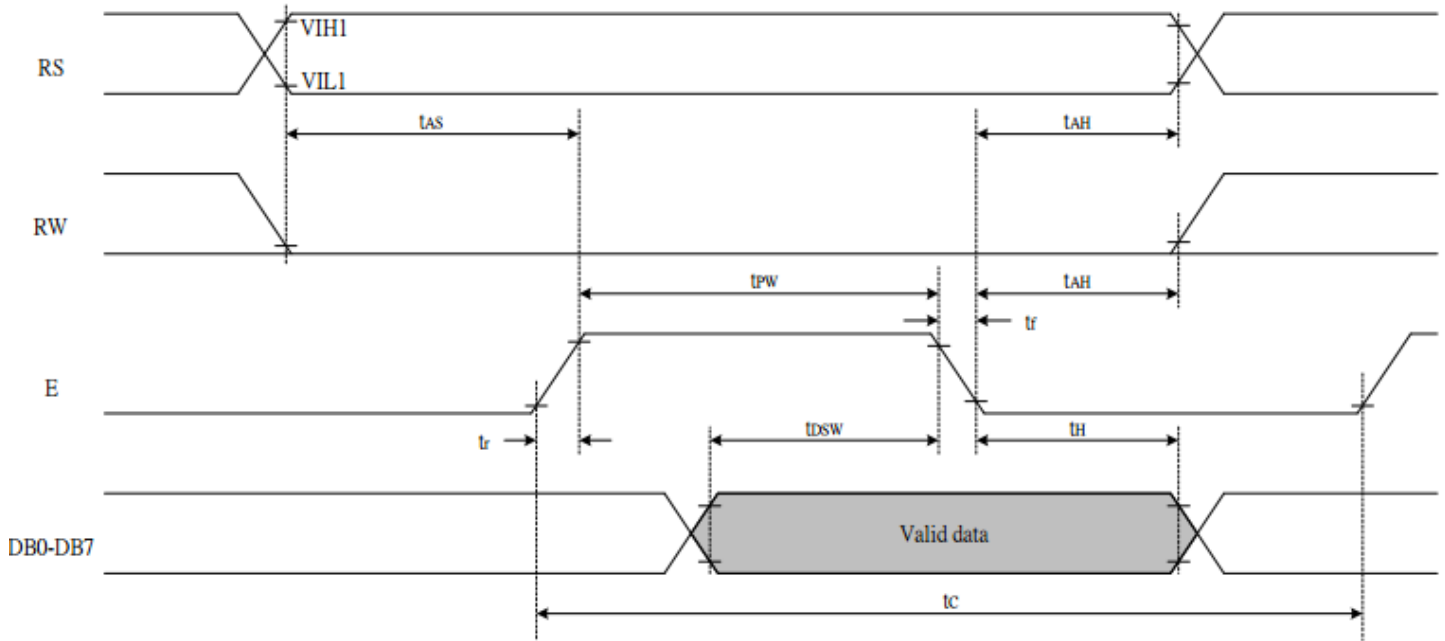 VIH1
RS
VIL1
tAS
tAH
RW
tPW
tAH
tf
E
tr
tDSW
tH
Valid data
DB0-DB7
tC